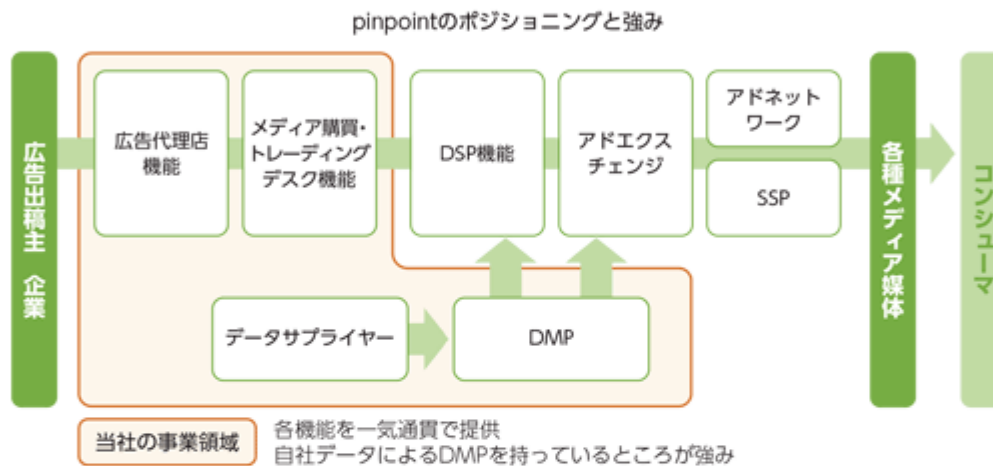 pinpointのポジショニングと強み
広告出稿主 企業
広告代理店
機能
メディア購買・
トレーディング
デスク機能
DSP機能
アドエクス
チェンジ
アドネット
ワーク
SSP
各種メディア媒体
コンシューマ
データサプライヤー
DMP
当社の事業領域
各機能を一気通貫で提供
自社データによるDMPを持っているところが強み